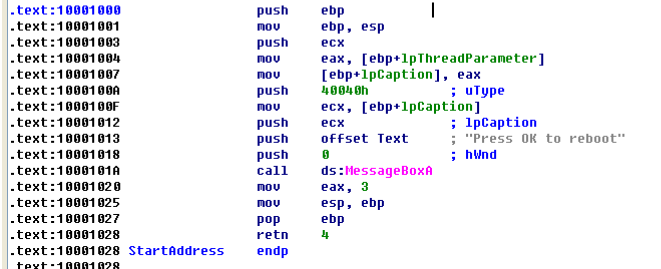 .text:10001000 push ebp
.text:10001001 mov ebp, esp
.text:10001003 push ecx
.text:10001004 mov eax, [ebp+lpThreadParameter]
.text:10001007 mov [ebp+lpCaption], eax
.text:1000100A push 40040h ; uType
.text:1000100F mov ecx, [ebp+lpCaption]
.text:10001012 push ecx ; lpCaption
.text:10001013 push offset Text ; "Press OK to reboot"
.text:10001018 push 0 ; hWnd
.text:1000101A call ds:MessageBoxA
.text:10001020 mov eax, 3
.text:10001025 mov esp, ebp
.text:10001027 pop ebp
.text:10001028 retn 4
.text:10001028 StartAddress endp
.text:10001028